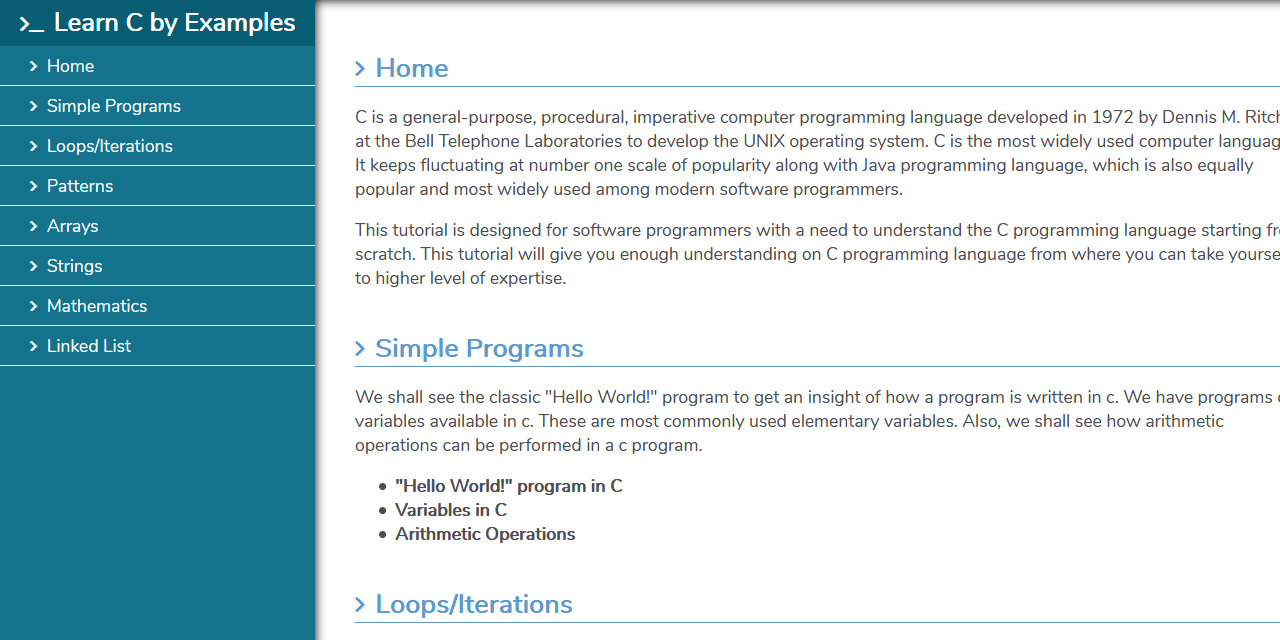 >_ Learn C by Examples
Home
Simple Programs
Loops/Iterations
Patterns
Arrays
Strings
Mathematics
Linked List
Home
C is a general-purpose, procedural, imperative computer programming language developed in 1972 by Dennis M.
at the Bell Telephone Laboratories to develop the UNIX operating system. C is the most widely used computer
It keeps fluctuating at number one scale of popularity along with Java programming language, which is also equally
popular and most widely used among modern software programmers.
This tutorial is designed for software programmers with a need to understand the C programming language starting
scratch. This tutorial will give you enough understanding on C programming language from where you can take
to higher level of expertise.
Simple Programs
We shall see the classic "Hello World!" program to get an insight of how a program is written in c. We have programs
variables available in c. These are most commonly used elementary variables. Also, we shall see how arithmetic
operations can be performed in a c program.
"Hello World!" program in C
Variables in C
Arithmetic Operations
Loops/Iterations